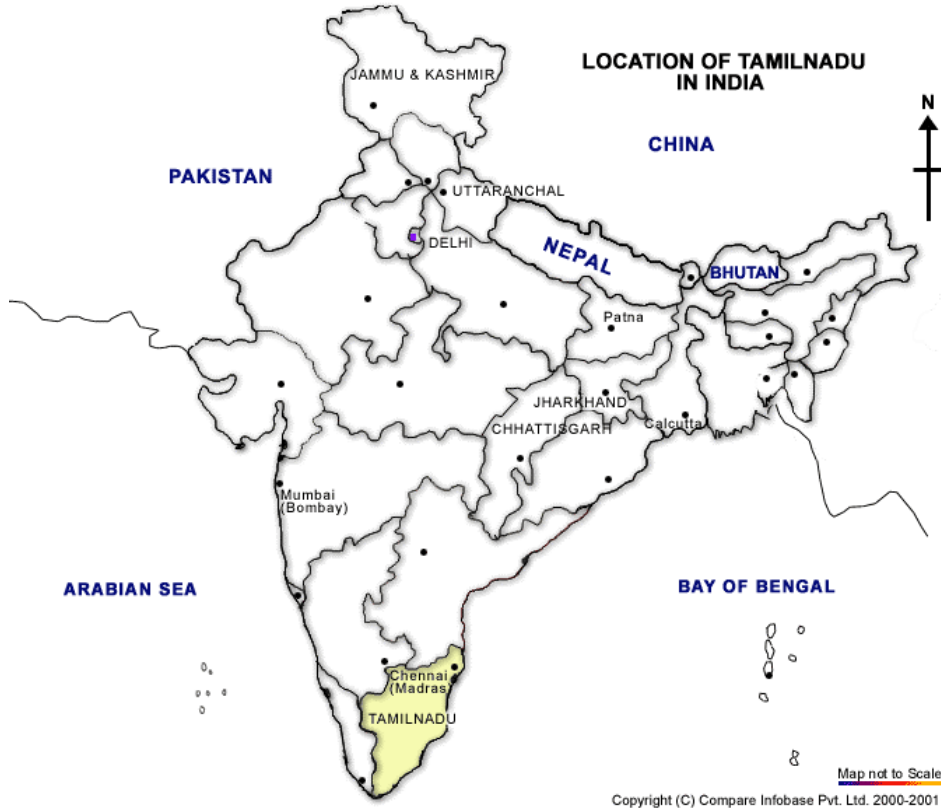 LOCATION OF TAMILNADU
IN INDIA
N
JAMMU & KASHMIR
CHINA
PAKISTAN
UTTARANCHAL
DELHI
NEPAL
BHUTAN
Patna
JHARKHAND
CHHATTISGARH
Calcutta
Mumbai
(Bombay)
ARABIAN SEA
BAY OF BENGAL
Chennai
(Madras)
TAMILNADU
Map not to Scale
Copyright (C) Compare Infobase Pvt. Ltd. 2000-2001